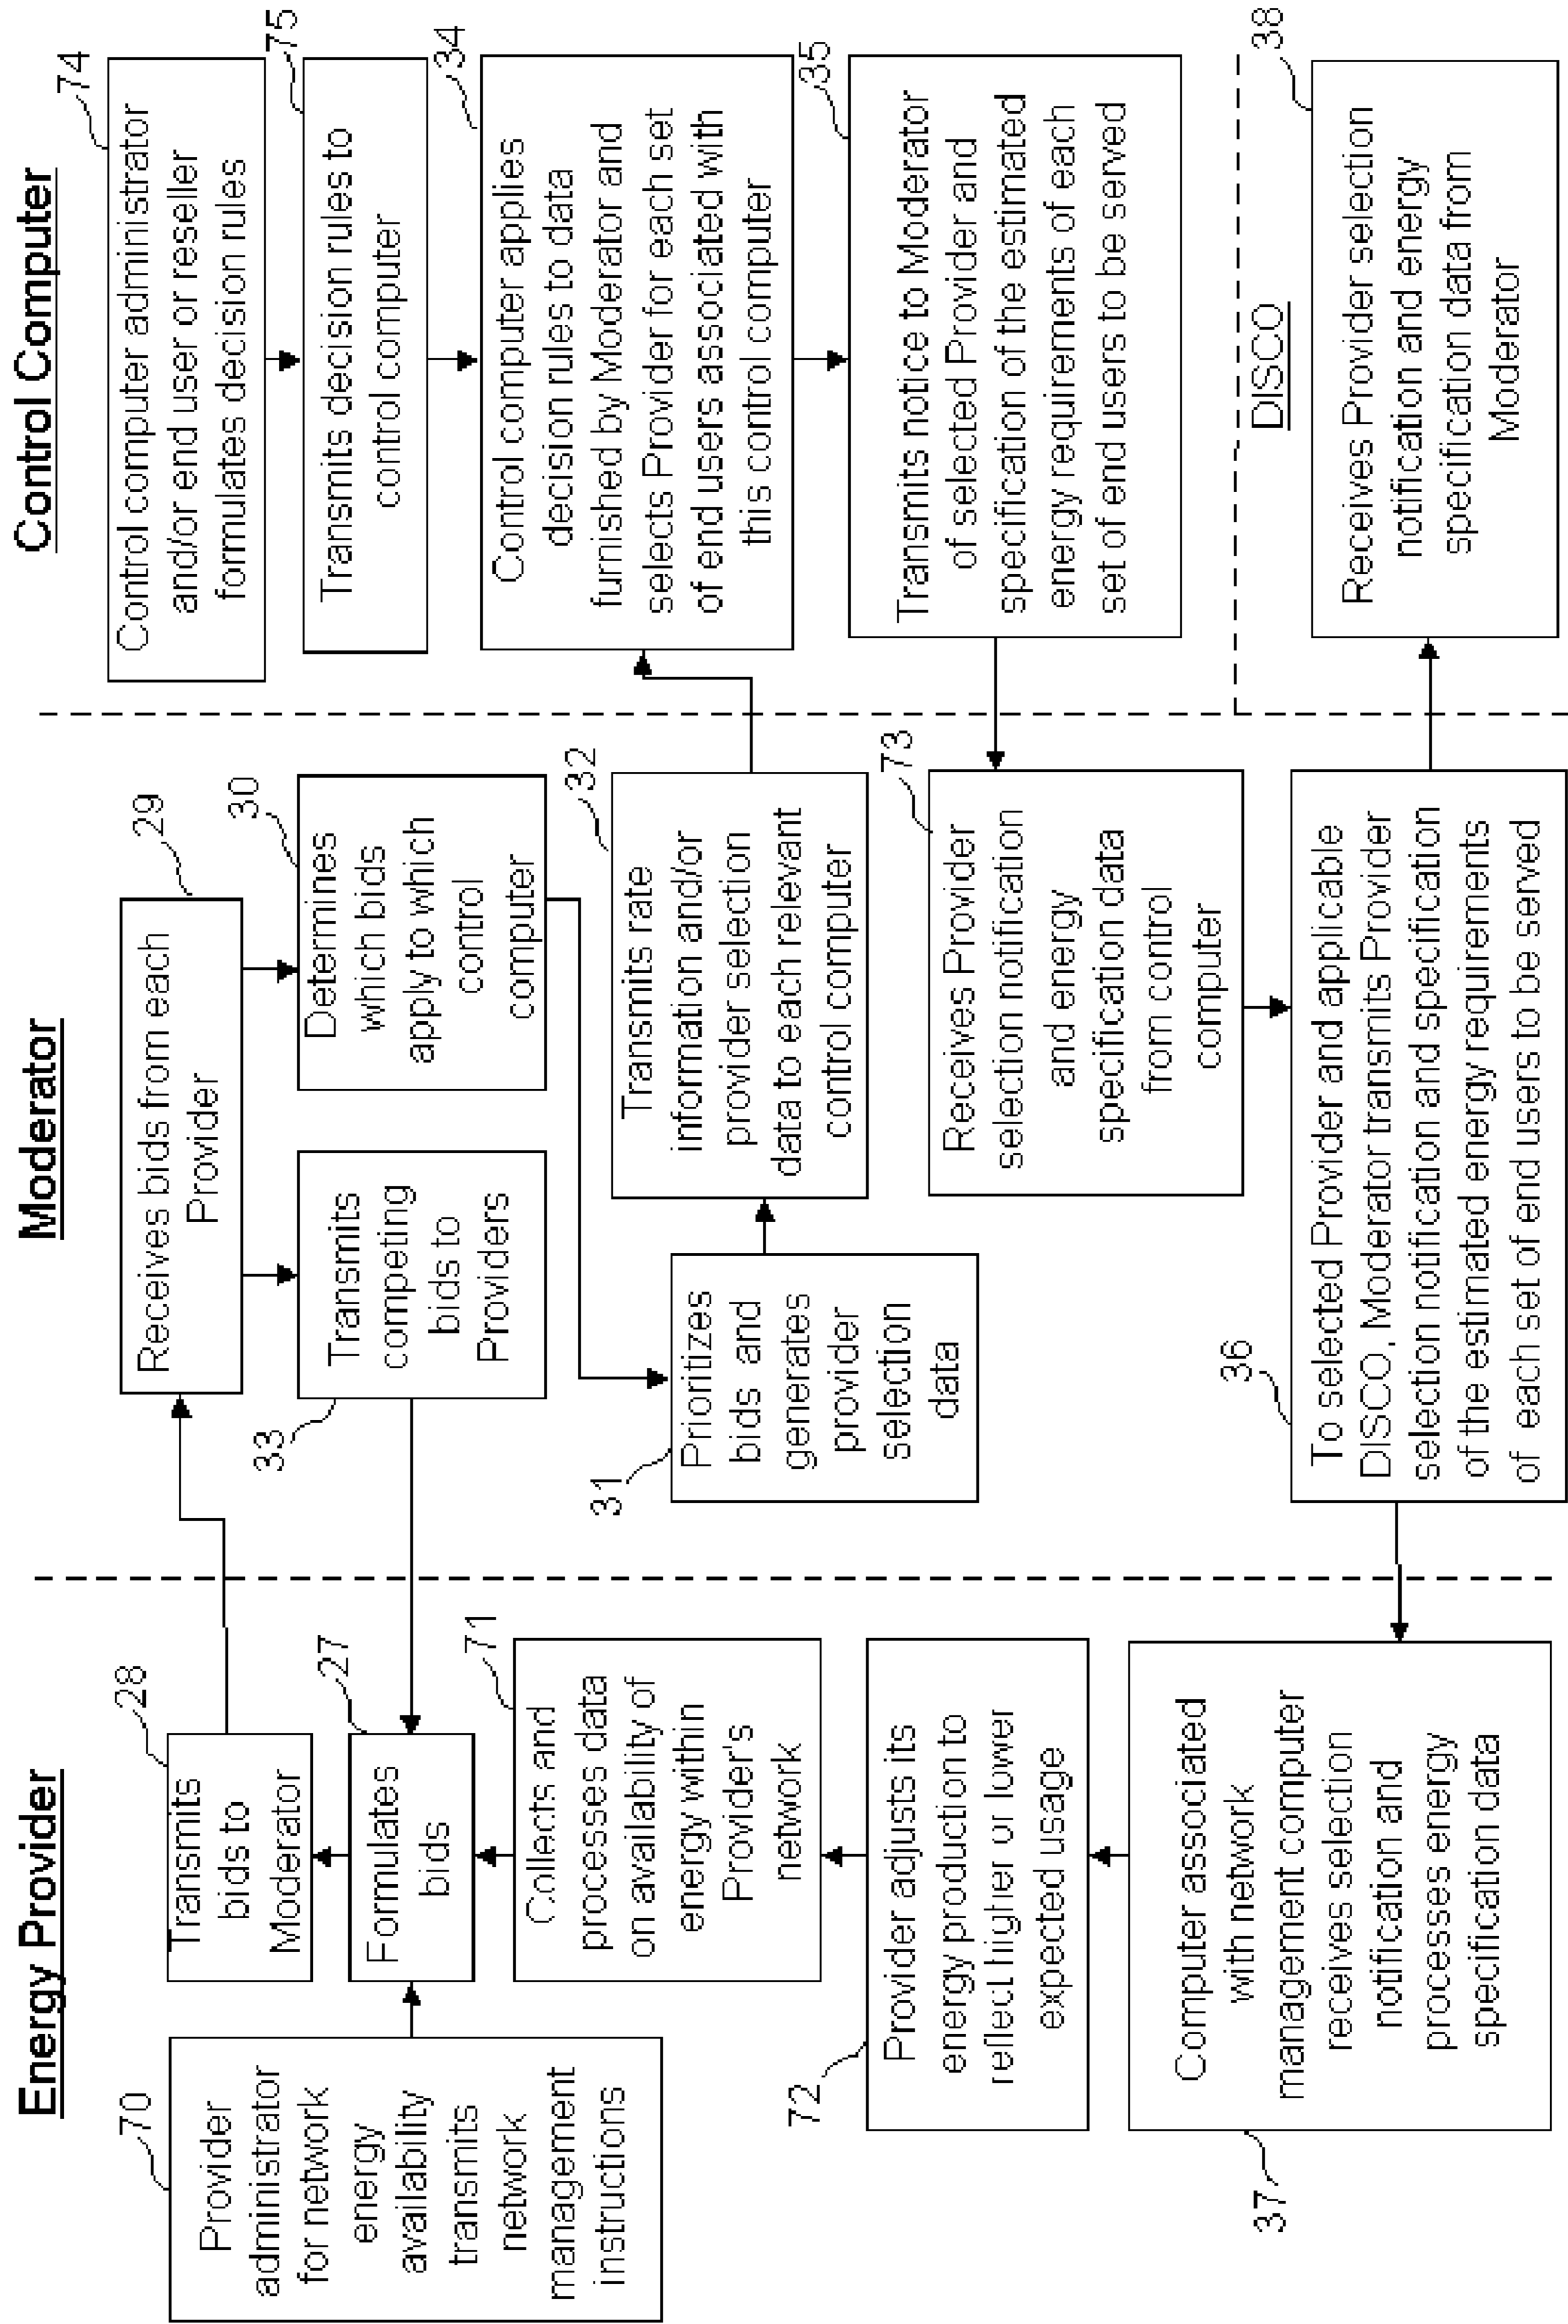 Energy Provider
70
Provider
administrator
for network
energy
availability
transmits
network
management
instructions
28
Transmits
bids to
Moderator
27
Formulates
bids
71
Collects and
processes data
on availability of
energy within
Provider's
network
72
Provider adjusts its
energy production to
reflect higher or lower
expected usage
37
Computer associated
with network
management computer
receives selection
notification and
processes energy
specification data
Moderator
29
Receives bids from each
Provider
33
Transmits
competing
bids to
Providers
30
Determines
which bids
apply to which
control
computer
31
Prioritizes
bids and
generates
provider
selection
data
32
Transmits rate
information and/or
provider selection
data to each relevant
control computer
73
Receives Provider
selection notification
and energy
specification data
from control
computer
36
To selected Provider and applicable
DISCO, Moderator transmits Provider
selection notification and specification
of the estimated energy requirements
of each set of end users to be served
Control Computer
74
Control computer administrator
and/or end user or reseller
formulates decision rules
75
Transmits decision rules to
control computer
34
Control computer applies
decision rules to data
furnished by Moderator and
selects Provider for each set
of end users associated with
this control computer
35
Transmits notice to Moderator
of selected Provider and
specification of the estimated
energy requirements of each
set of end users to be served
DISCO
38
Receives Provider selection
notification and energy
specification data from
Moderator